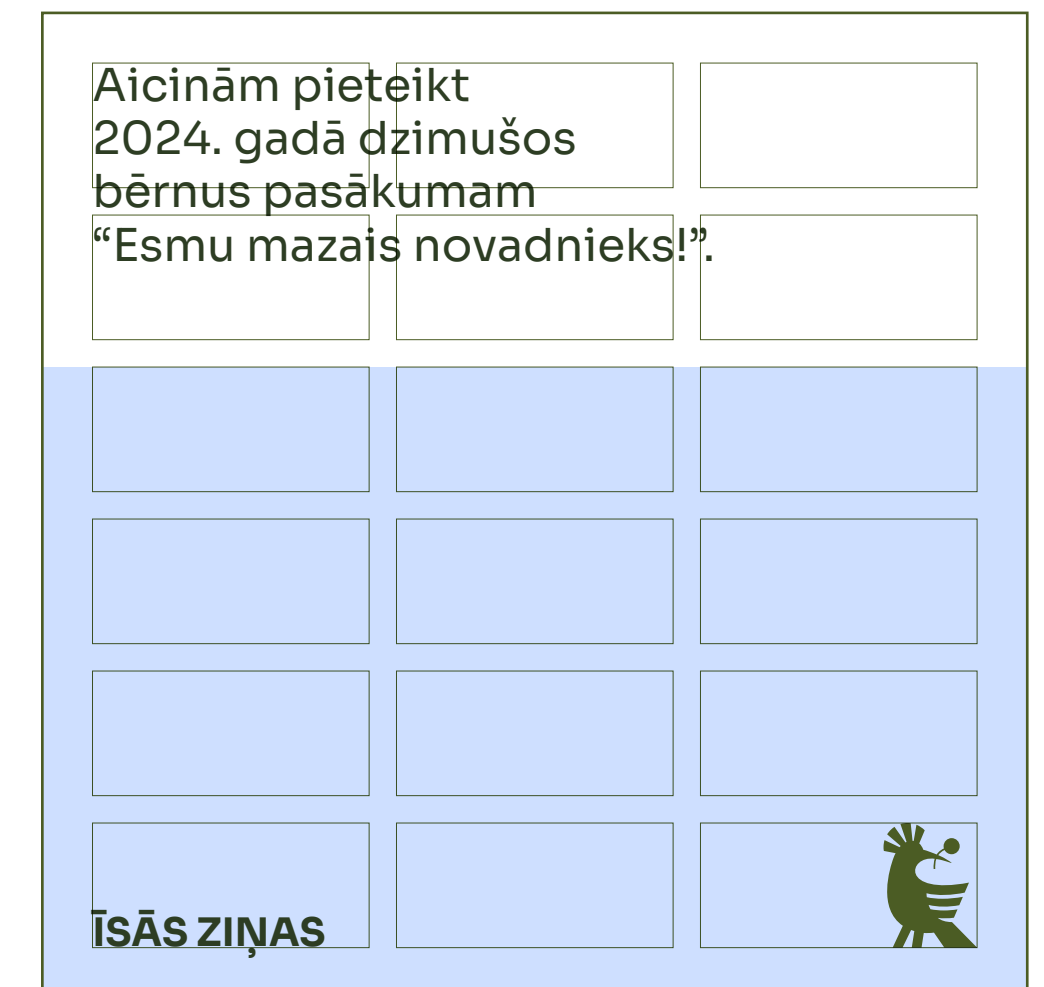 Aicinām pieteikt
2024. gadā dzimušos
bērnus pasākumam
“Esmu mazais novadnieks!”.
ĪSĀS ZIŅAS